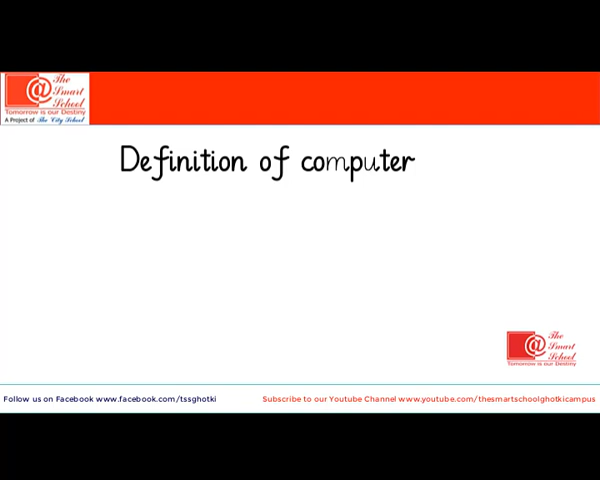 The
Smart
School
Tomorrow is our Destiny
A Project of The City School
Definition of computer
The
Smart
School
Tomorrow is our Destiny
Follow us on Facebook www.facebook.com/tssghotki
Subscribe to our Youtube Channel www.youtube.com/thesmartschoolghotkicampus